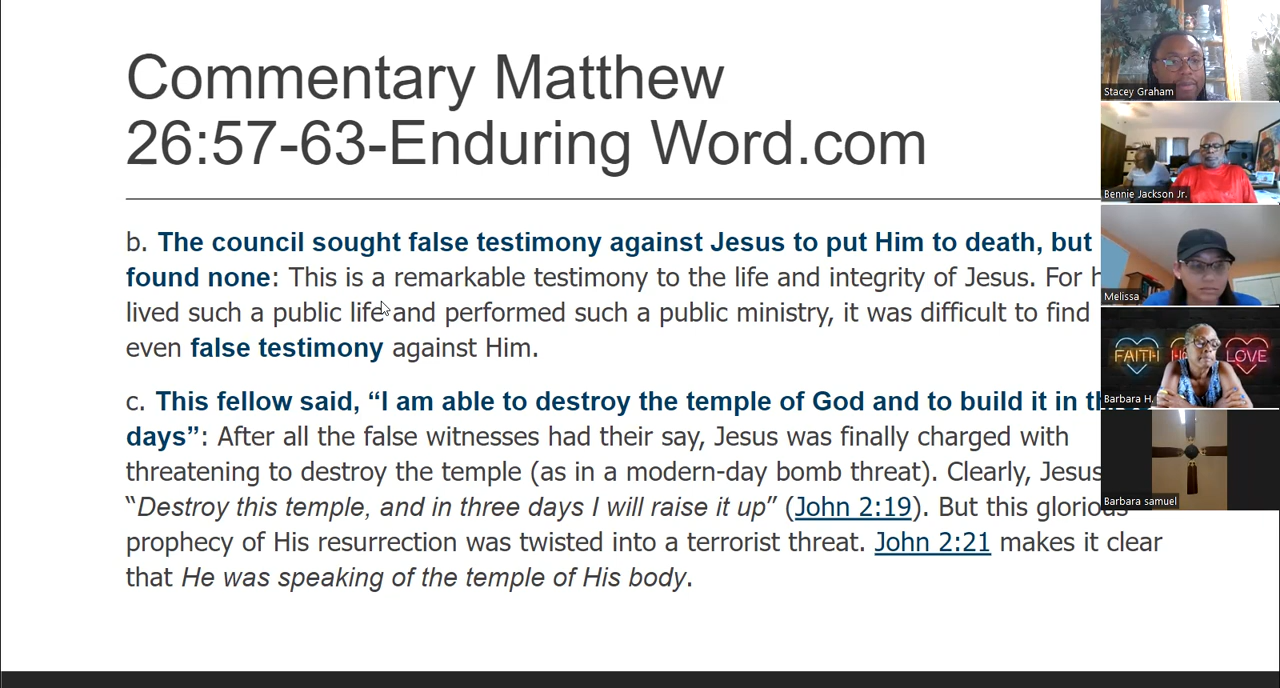 Commentary Matthew
26:57-63-Enduring Word.com
b. The council sought false testimony against Jesus to put Him to death, but
found none: This is a remarkable testimony to the life and integrity of Jesus. For
lived such a public life and performed such a public ministry, it was difficult to find
even false testimony against Him.
c. This fellow said, “I am able to destroy the temple of God and to build it in three
days”: After all the false witnesses had their say, Jesus was finally charged with
threatening to destroy the temple (as in a modern-day bomb threat). Clearly, Jesus
“Destroy this temple, and in three days I will raise it up” (John 2:19). But this glorious
prophecy of His resurrection was twisted into a terrorist threat. John 2:21 makes it clear
that He was speaking of the temple of His body.
Stacey Graham
Bennie Jackson Jr.
Melissa
FAITH LOVE
Barbara H.
Barbara samuel